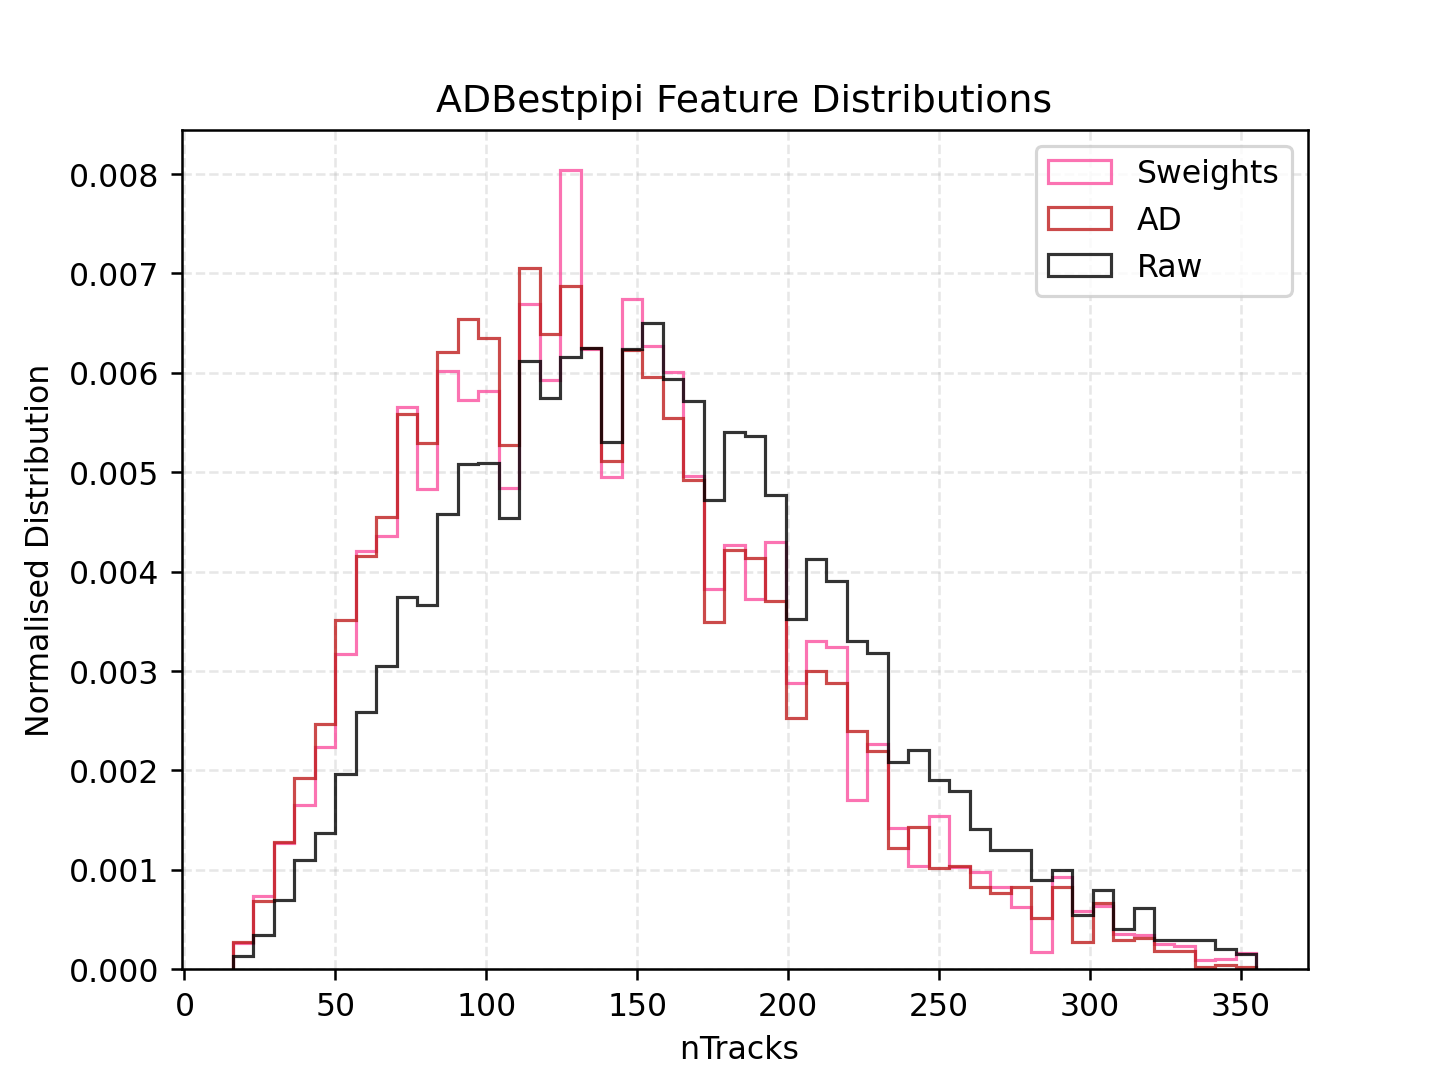 ADBestpipi Feature Distributions
Sweights
AD
Raw
Normalised Distribution
0.008
0.007
0.006
0.005
0.004
0.003
0.002
0.001
0.000
0 50 100 150 200 250 300 350
nTracks